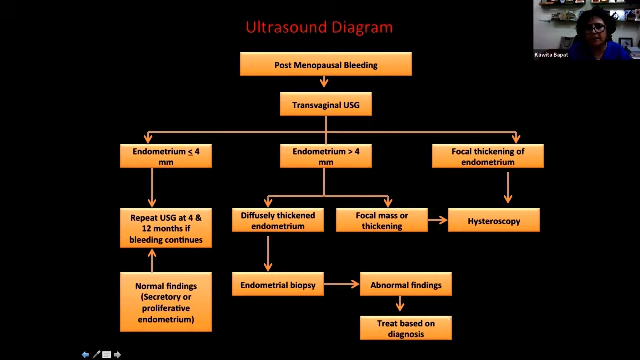 Ultrasound Diagram
Kawita Bapat
Post Menopausal Bleeding
Transvaginal USG
Endometrium ≤ 4
mm
Endometrium > 4
mm
Focal thickening of
endometrium
Repeat USG at 4 &
12 months if
bleeding continues
Diffusely thickened
endometrium
Focal mass or
thickening
Hysteroscopy
Normal findings
(Secretory or
proliferative
endometrium)
Endometrial biopsy
Abnormal findings
Treat based on
diagnosis